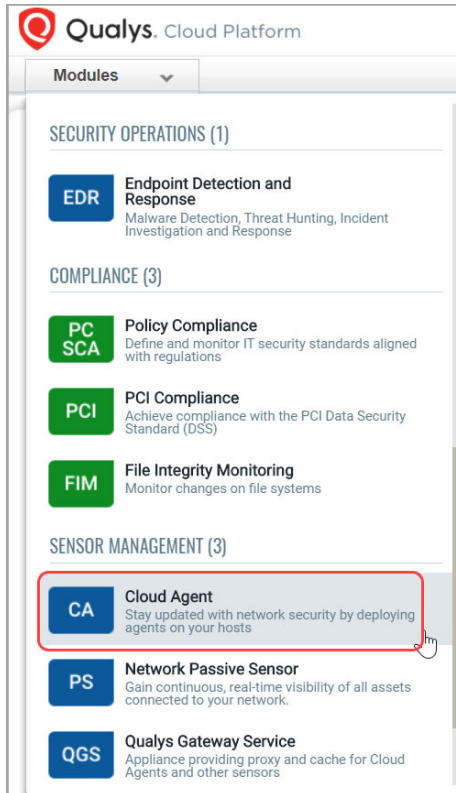 Qualys. Cloud Platform
Modules
SECURITY OPERATIONS (1)
EDR
Endpoint Detection and
Response
Malware Detection, Threat Hunting, Incident
Investigation and Response
COMPLIANCE (3)
PC
SCA
Policy Compliance
Define and monitor IT security standards aligned
with regulations
PCI
PCI Compliance
Achieve compliance with the PCI Data Security
Standard (DSS)
FIM
File Integrity Monitoring
Monitor changes on file systems
SENSOR MANAGEMENT (3)
CA
Cloud Agent
Stay updated with network security by deploying
agents on your hosts
PS
Network Passive Sensor
Gain continuous, real-time visibility of all assets
connected to your network.
QGS
Qualys Gateway Service
Appliance providing proxy and cache for Cloud
Agents and other sensors